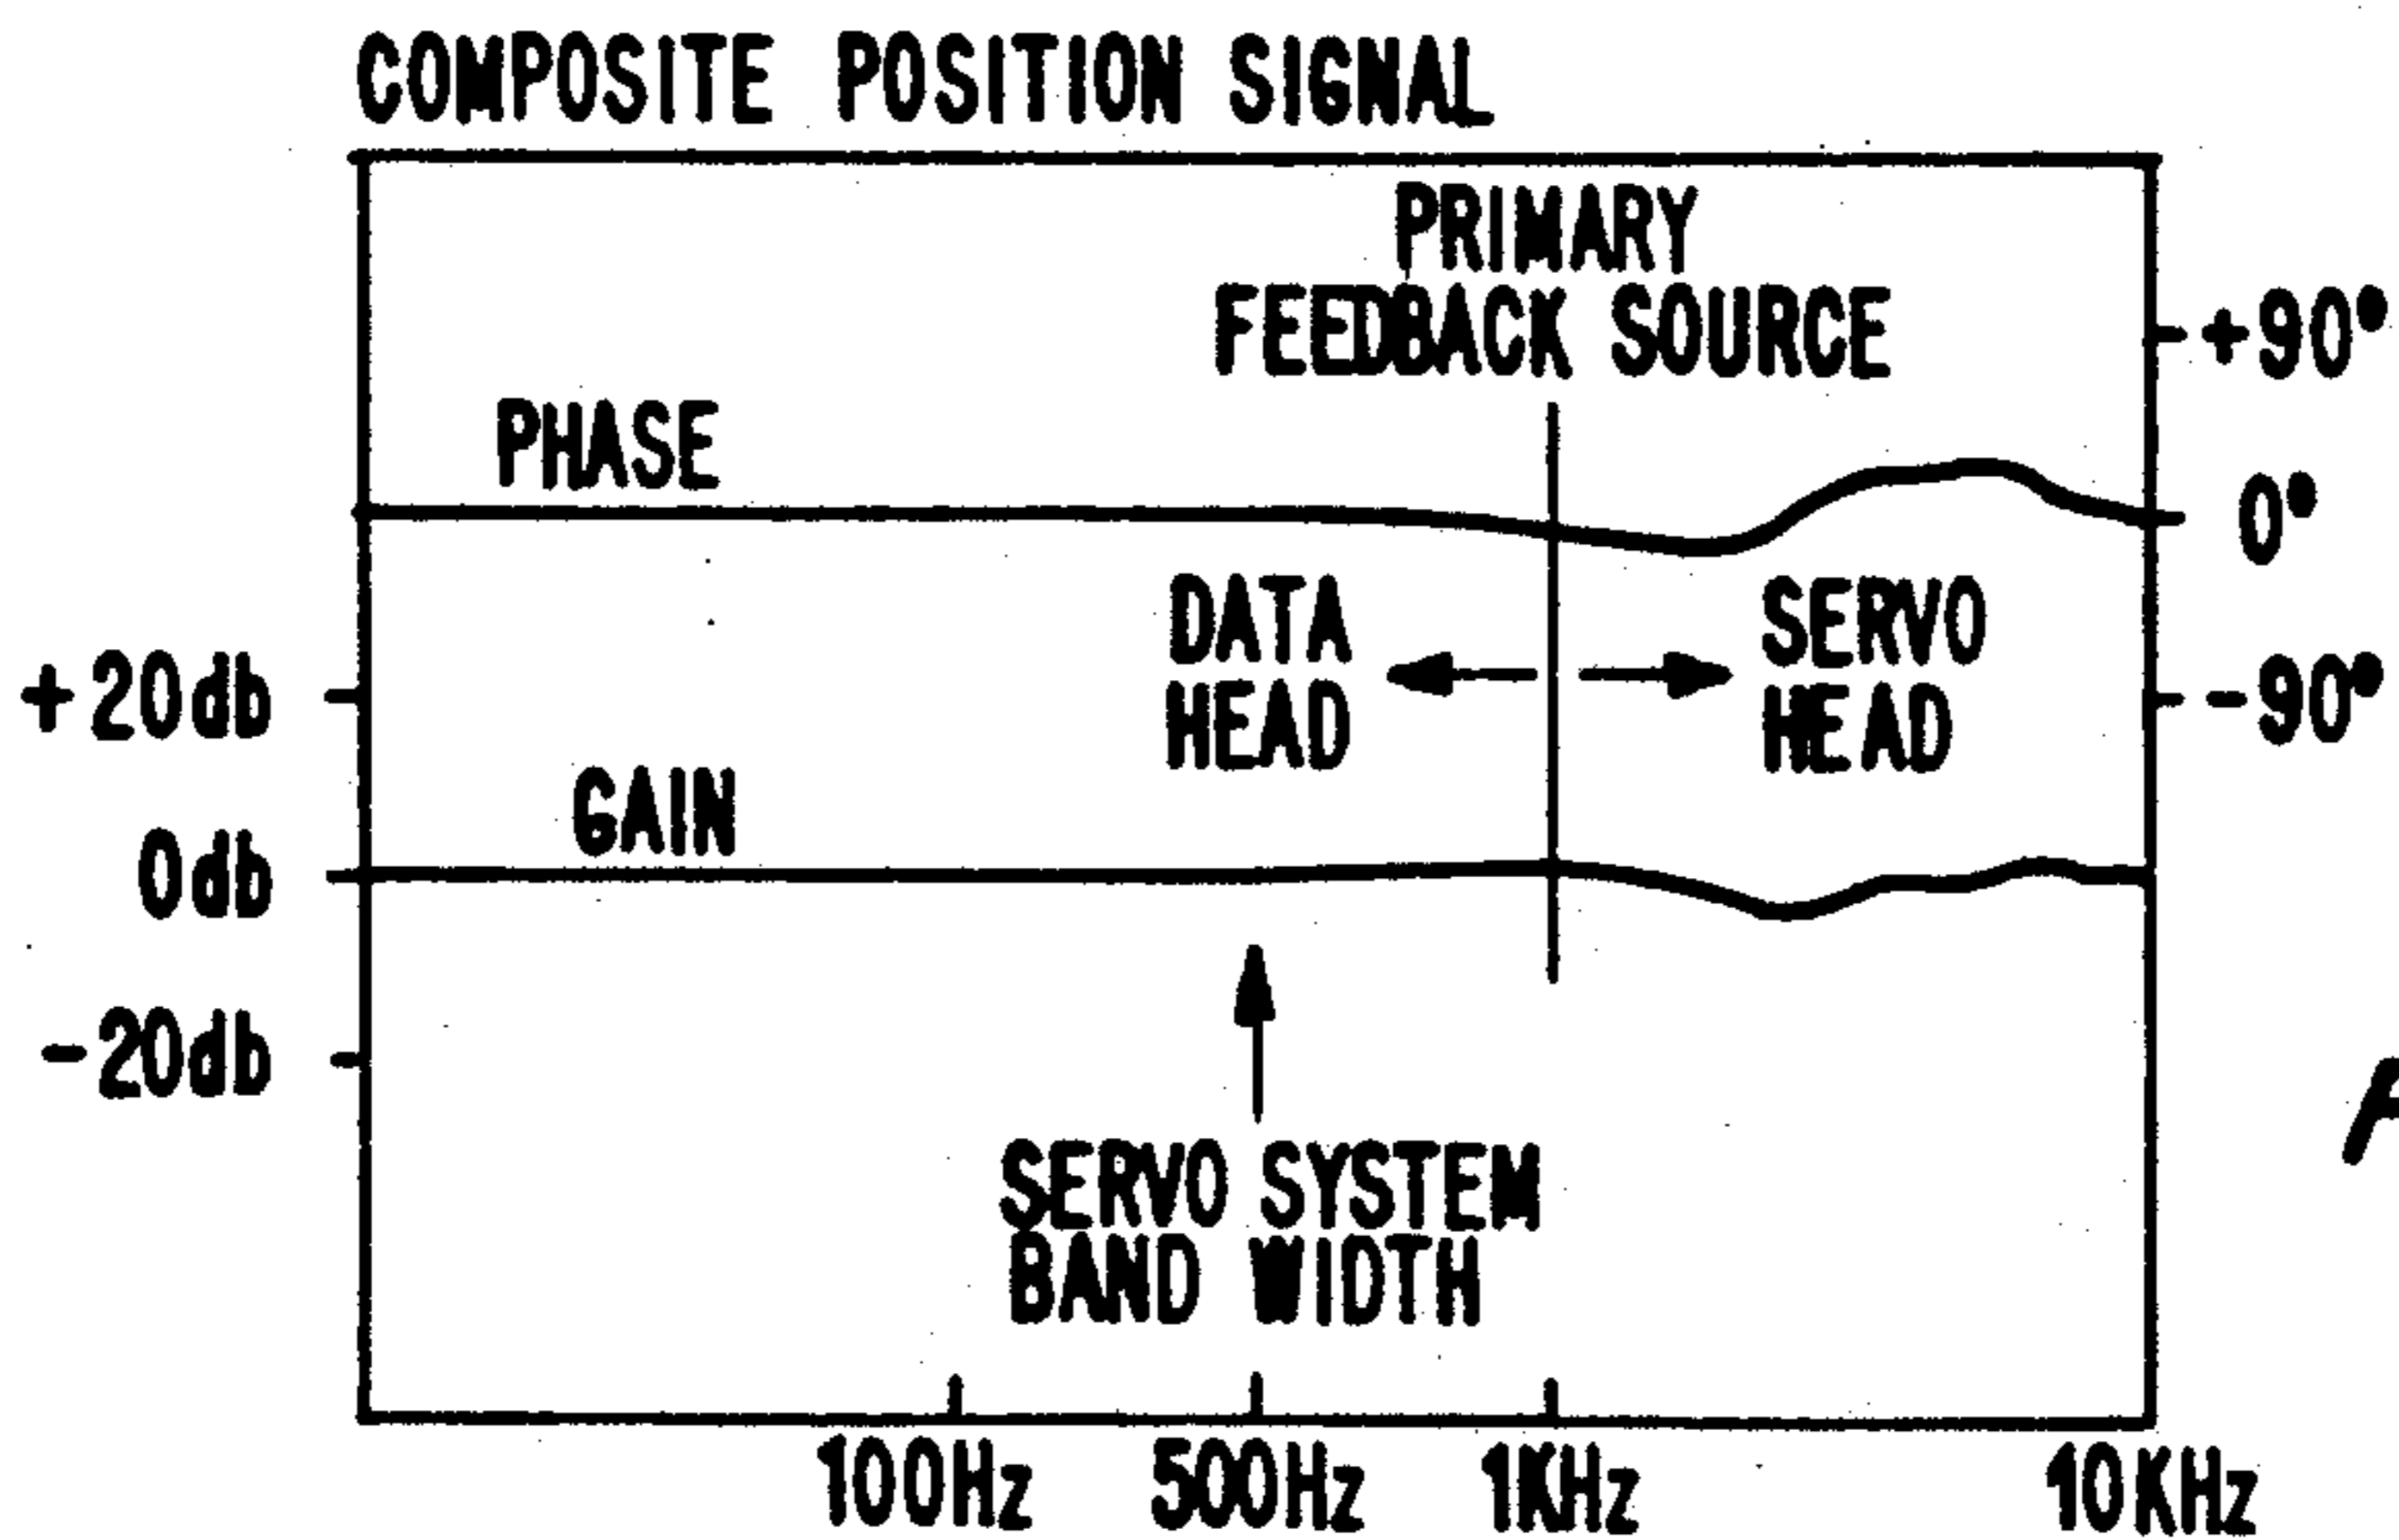 COMPOSITE POSITION SIGNAL
PRIMARY
FEEDBACK SOURCE
+90°
PHASE
0°
DATA
HEAD
SERVO
HEAD
+20db
-90°
GAIN
0db
-20db
SERVO SYSTEM
BAND WIDTH
100Hz 500Hz 1KHz 10KHz